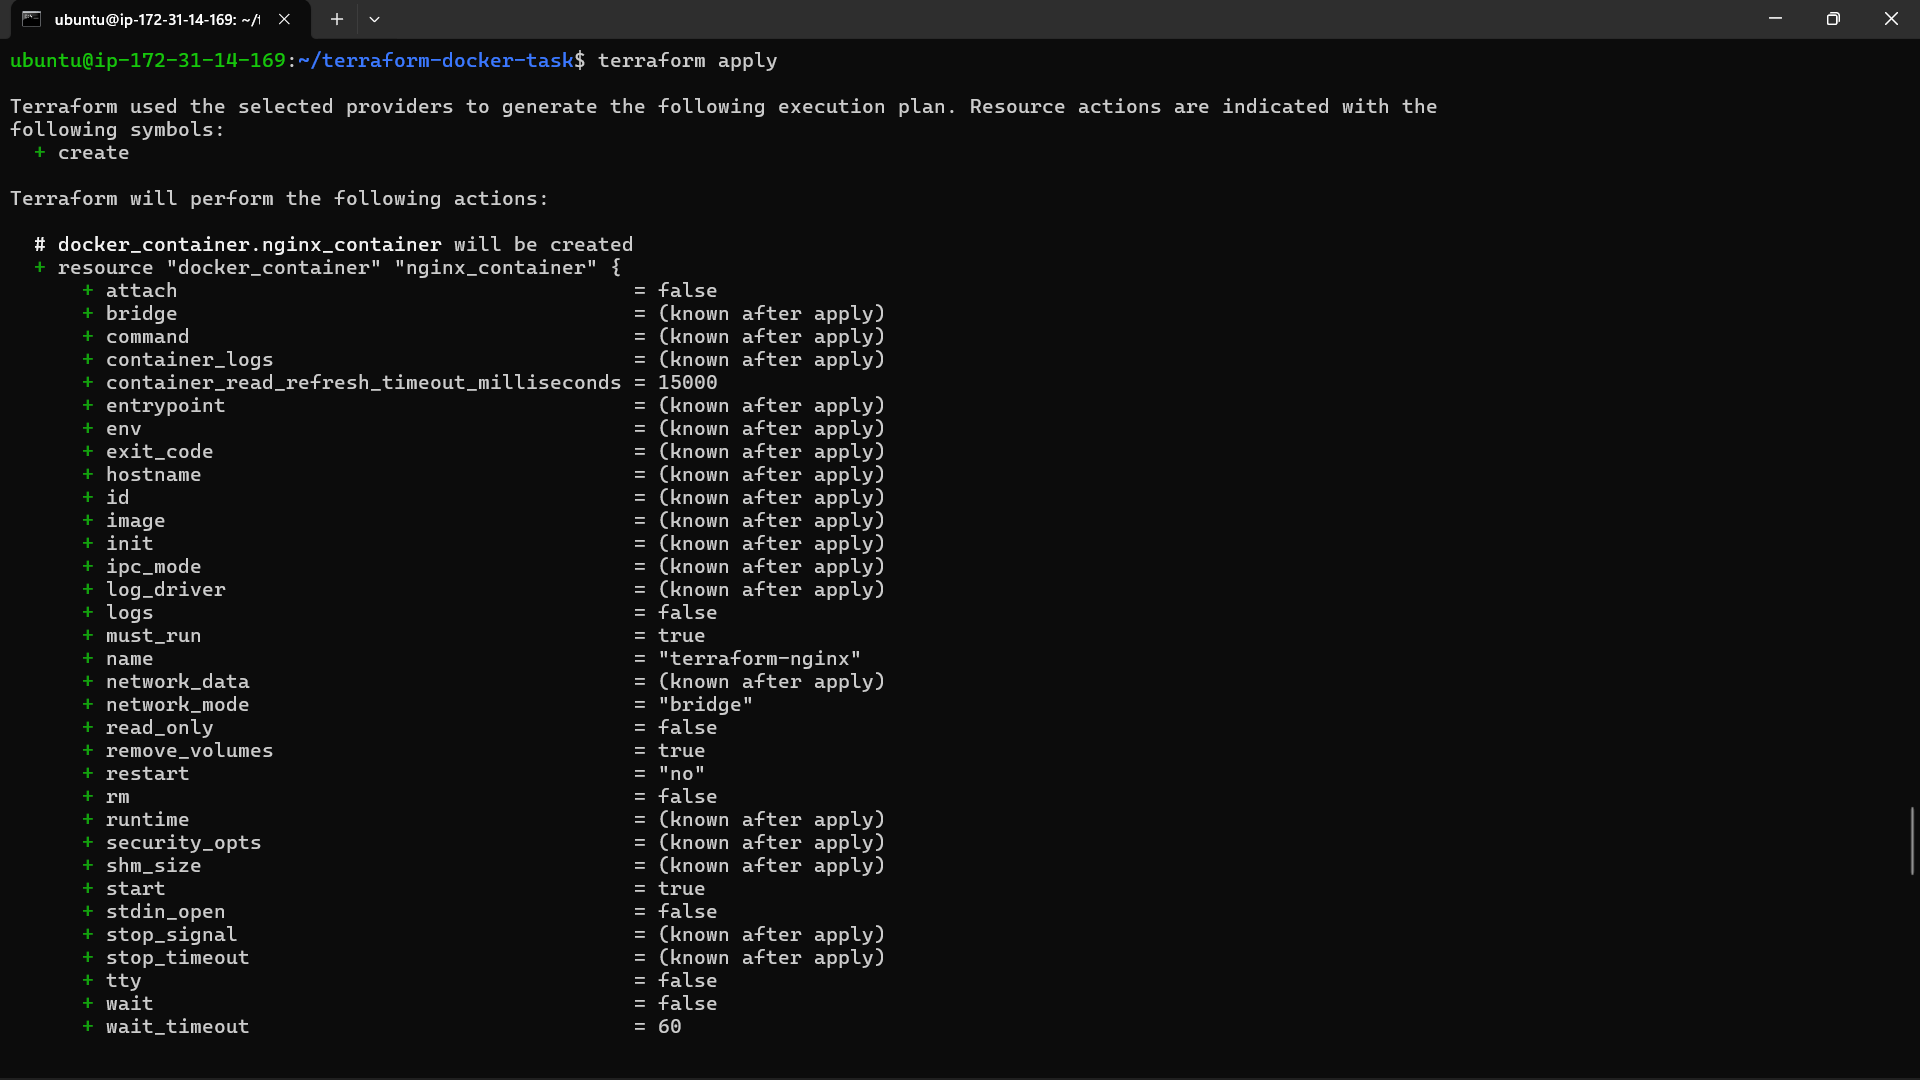 ubuntu@ip-172-31-14-169: ~/t
ubuntu@ip-172-31-14-169:~/terraform-docker-task$ terraform apply
Terraform used the selected providers to generate the following execution plan. Resource actions are indicated with the
following symbols:
+ create
Terraform will perform the following actions:
# docker_container.nginx_container will be created
+ resource "docker_container" "nginx_container" {
+ attach = false
+ bridge = (known after apply)
+ command = (known after apply)
+ container_logs = (known after apply)
+ container_read_refresh_timeout_milliseconds = 15000
+ entrypoint = (known after apply)
+ env = (known after apply)
+ exit_code = (known after apply)
+ hostname = (known after apply)
+ id = (known after apply)
+ image = (known after apply)
+ init = (known after apply)
+ ipc_mode = (known after apply)
+ log_driver = (known after apply)
+ logs = false
+ must_run = true
+ name = "terraform-nginx"
+ network_data = (known after apply)
+ network_mode = "bridge"
+ read_only = false
+ remove_volumes = true
+ restart = "no"
+ rm = false
+ runtime = (known after apply)
+ security_opts = (known after apply)
+ shm_size = (known after apply)
+ start = true
+ stdin_open = false
+ stop_signal = (known after apply)
+ stop_timeout = (known after apply)
+ tty = false
+ wait = false
+ wait_timeout = 60